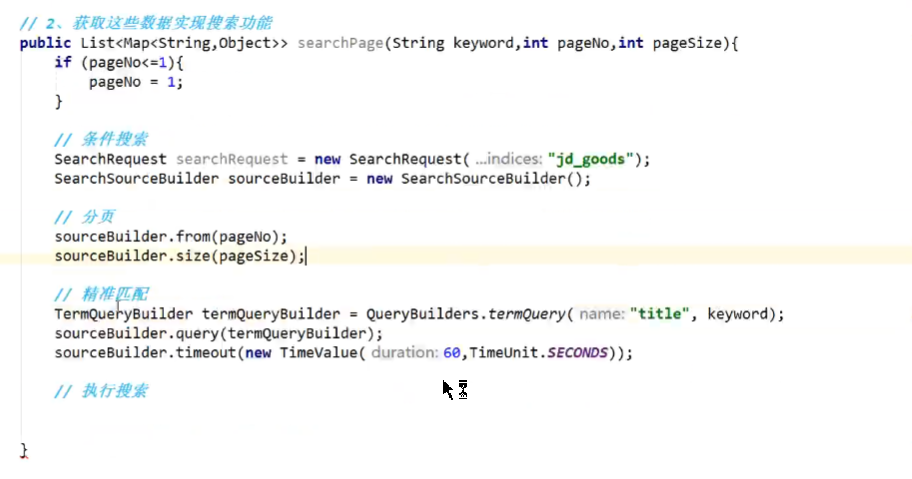 // 2、获取这些数据实现搜索功能
public List<Map<String,Object>> searchPage(String keyword,int pageNo,int pageSize){
if (pageNo<=1){
pageNo = 1;
}
// 条件搜索
SearchRequest searchRequest = new SearchRequest( ...indices: "jd_goods");
SearchSourceBuilder sourceBuilder = new SearchSourceBuilder();
// 分页
sourceBuilder.from(pageNo);
sourceBuilder.size(pageSize);
// 精准匹配
TermQueryBuilder termQueryBuilder = QueryBuilders.termQuery( name: "title", keyword);
sourceBuilder.query(termQueryBuilder);
sourceBuilder.timeout(new TimeValue( duration: 60,TimeUnit.SECONDS));
// 执行搜索
}